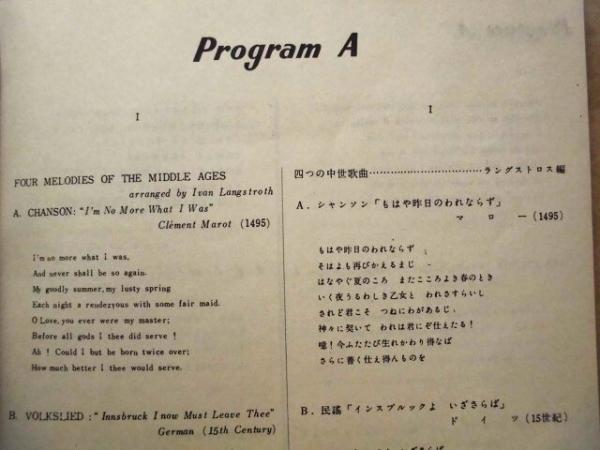 Program A
I
FOUR MELODIES OF THE MIDDLE AGES
arranged by Ivan Langstroth
A. CHANSON: "I'm No More What I Was"
Clément Marot (1495)
I'm no more what I was,
And never shall be so again.
My goodly summer, my lusty spring
Each night a rendezvous with some fair maid.
O Love, you ever were my master;
Before all gods I thee did serve !
Ah ! Could I but be born twice over;
How much better I thee would serve.
B. VOLKSLIED : "Innsbruck I now Must Leave Thee"
German (15th Century)
I
四つの中世歌曲……………………………ラングストロス編
A. シャンソン「もはや昨日のわれならず」
マロー(1495)
もはや昨日のわれならず
そはよも再びかえるまじ
はなやぐ夏のころ またこころよき春のとき
いく夜うるわしき乙女と われさすらいし
されど君こそ つねにわがあるじ
神々に契いて われは君にぞ仕えたる!
噫!今ふたたび生れかわり得なば
さらに善く仕え得んものを
B. 民謡「インスブルックよ いざさらば」
ドイツ(15世紀)